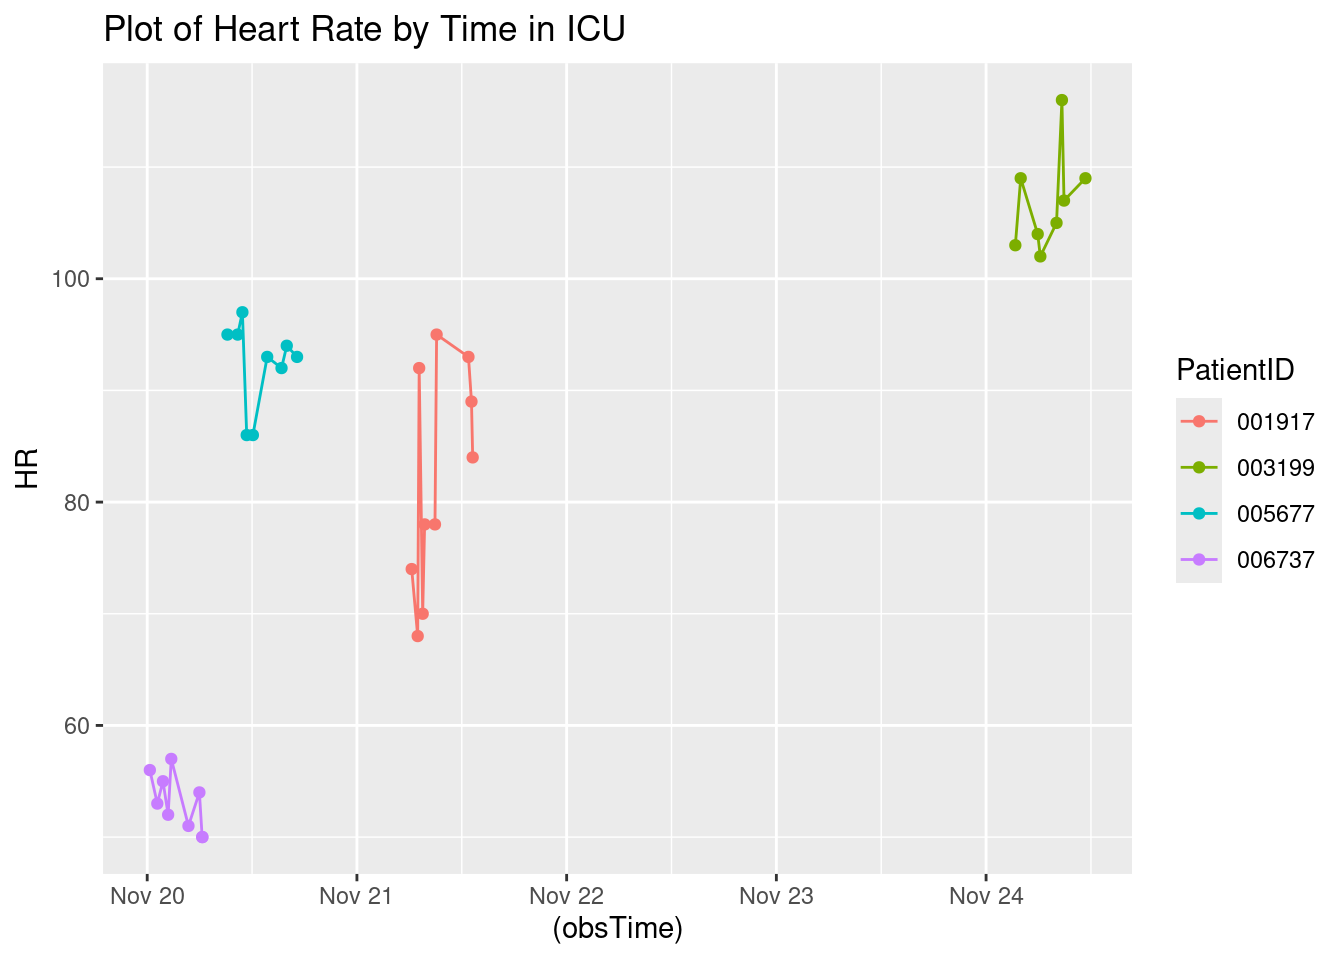 Plot of Heart Rate by Time in ICU
HR
100
80
60
Nov 20 Nov 21 Nov 22 Nov 23 Nov 24
(obsTime)
PatientID
001917
003199
005677
006737